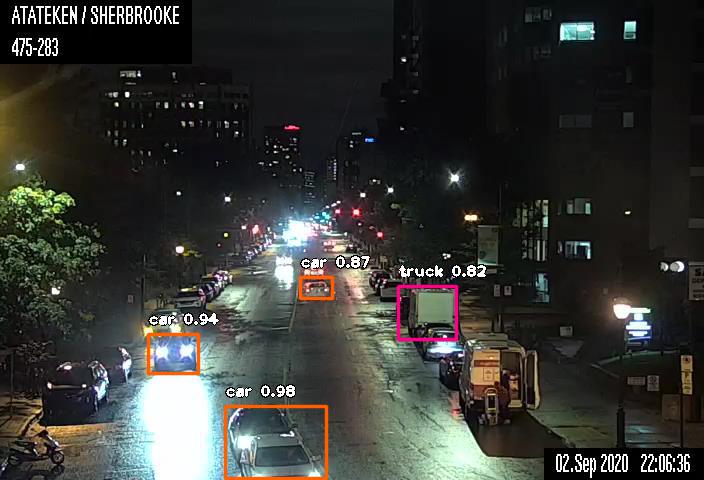 ATATEKEN / SHERBROOKE
475-283
car 0.87
truck 0.82
car 0.94
car 0.98
02.Sep 2020 22:06:36